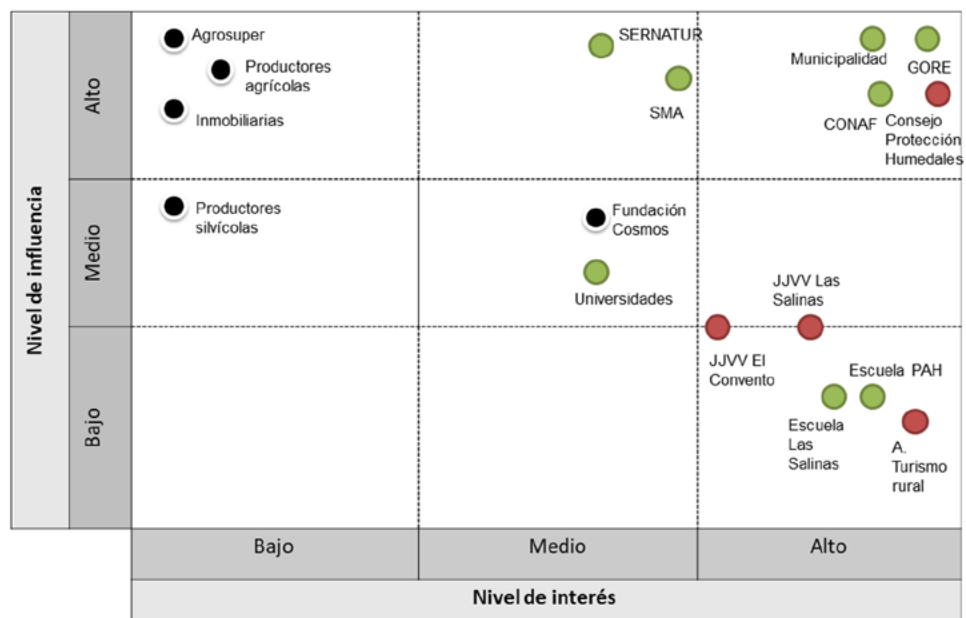 Nivel de influencia
Alto
Medio
Bajo
Agrosuper
Productores
agrícolas
Inmobiliarias
SERNATUR
SMA
Municipalidad
GORE
CONAF
Consejo
Protección
Humedales
Productores
silvícolas
Fundación
Cosmos
Universidades
JJVV Las
Salinas
JJVV El
Convento
Escuela PAH
Escuela
Las
Salinas
A.
Turismo
rural
Bajo
Medio
Alto
Nivel de interés